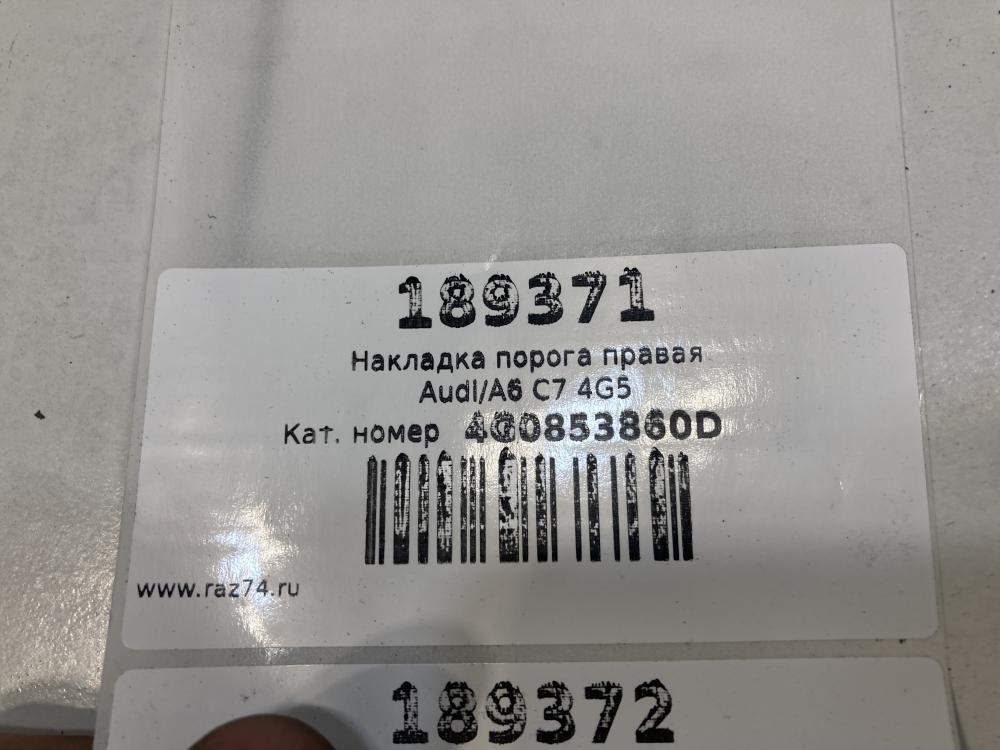 189371
Накладка порога правая
Audi/A6 C7 4G5
Кат. номер 4G0853860D
www.raz74.ru
189372